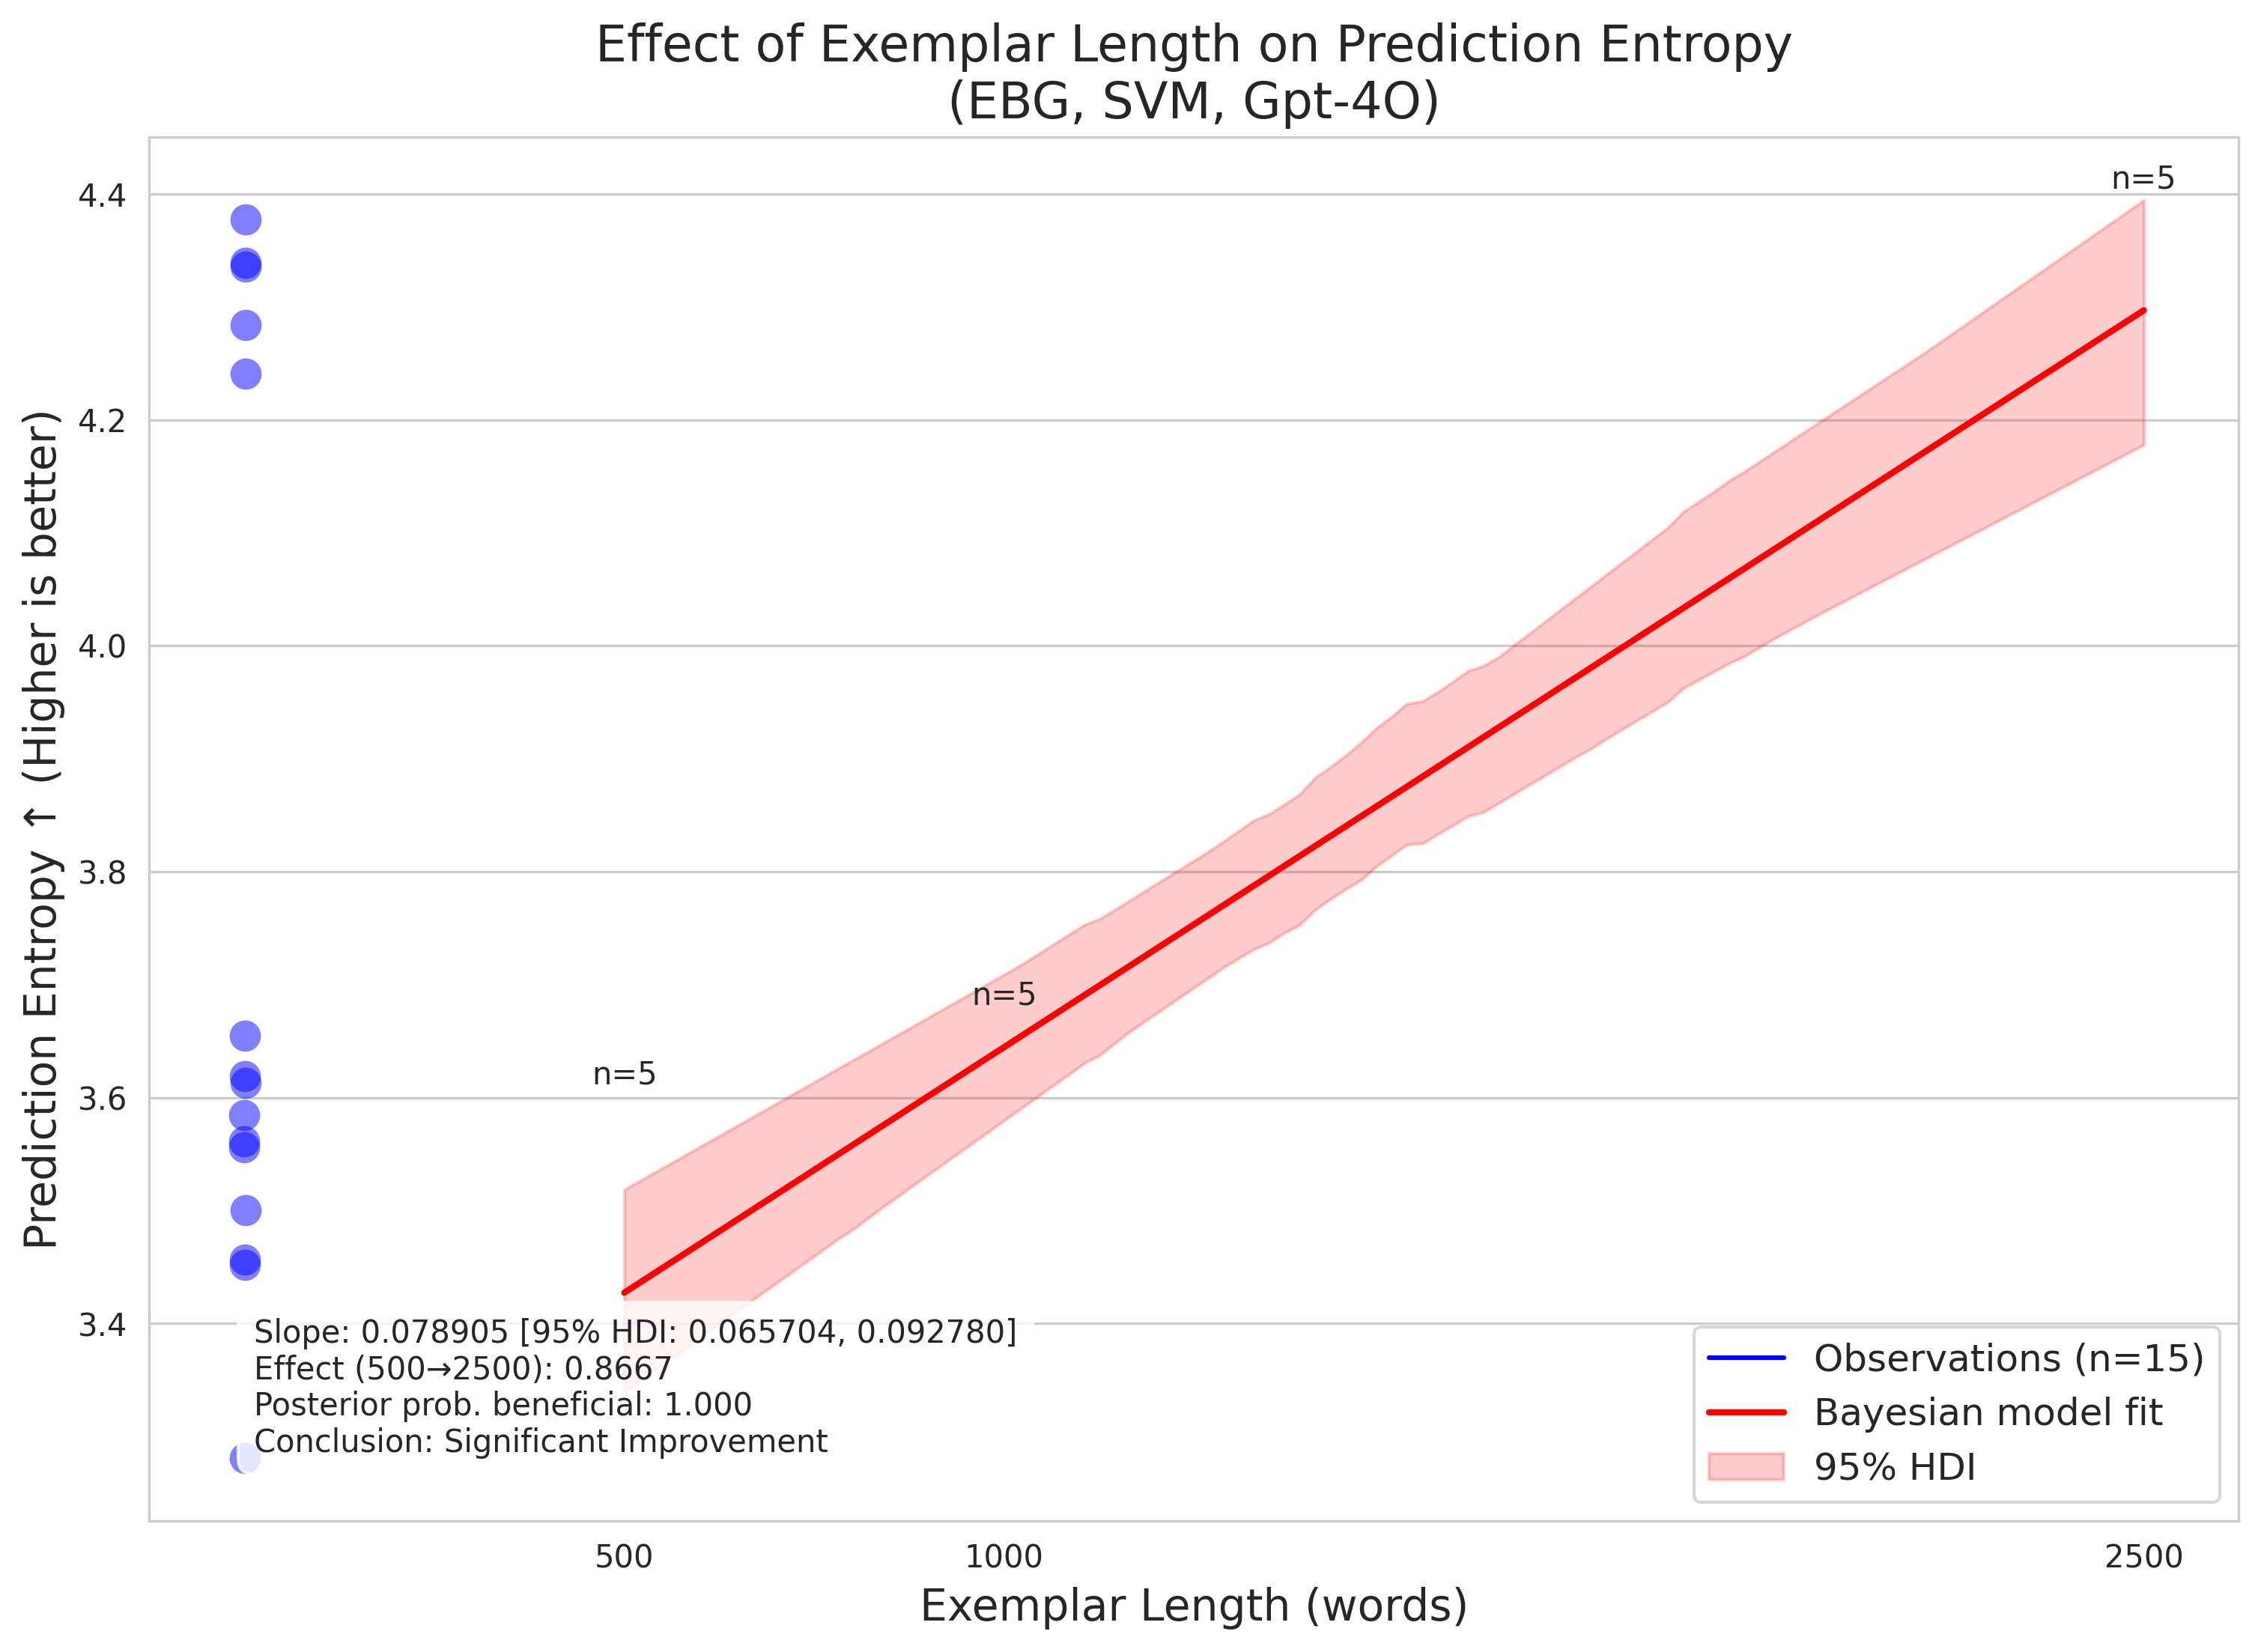 Effect of Exemplar Length on Prediction Entropy
(EBG, SVM, Gpt-4O)
Prediction Entropy ↑ (Higher is better)
4.4
4.2
4.0
3.8
3.6
3.4
n=5
n=5
n=5
Slope: 0.078905 [95% HDI: 0.065704, 0.092780]
Effect (500→2500): 0.8667
Posterior prob. beneficial: 1.000
Conclusion: Significant Improvement
Observations (n=15)
Bayesian model fit
95% HDI
500
1000
2500
Exemplar Length (words)